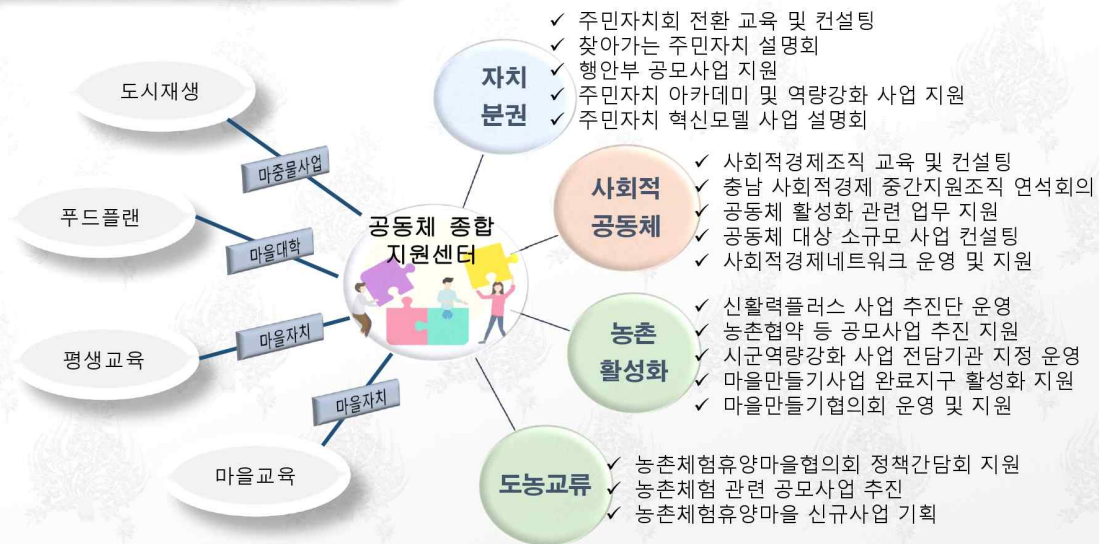 도시재생
푸드플랜
평생교육
마을교육
마중물사업
마을대학
마을자치
마을자치
공동체 종합
지원센터
자치
분권
✓ 주민자치회 전환 교육 및 컨설팅
✓ 찾아가는 주민자치 설명회
✓ 행안부 공모사업 지원
✓ 주민자치 아카데미 및 역량강화 사업 지원
✓ 주민자치 혁신모델 사업 설명회
사회적
공동체
✓ 사회적경제조직 교육 및 컨설팅
✓ 충남 사회적경제 중간지원조직 연석회의
✓ 공동체 활성화 관련 업무 지원
✓ 공동체 대상 소규모 사업 컨설팅
✓ 사회적경제네트워크 운영 및 지원
농촌
활성화
✓ 신활력플러스 사업 추진단 운영
✓ 농촌협약 등 공모사업 추진 지원
✓ 시군역량강화 사업 전담기관 지정 운영
✓ 마을만들기사업 완료지구 활성화 지원
✓ 마을만들기협의회 운영 및 지원
도농교류
✓ 농촌체험휴양마을협의회 정책간담회 지원
✓ 농촌체험 관련 공모사업 추진
✓ 농촌체험휴양마을 신규사업 기획